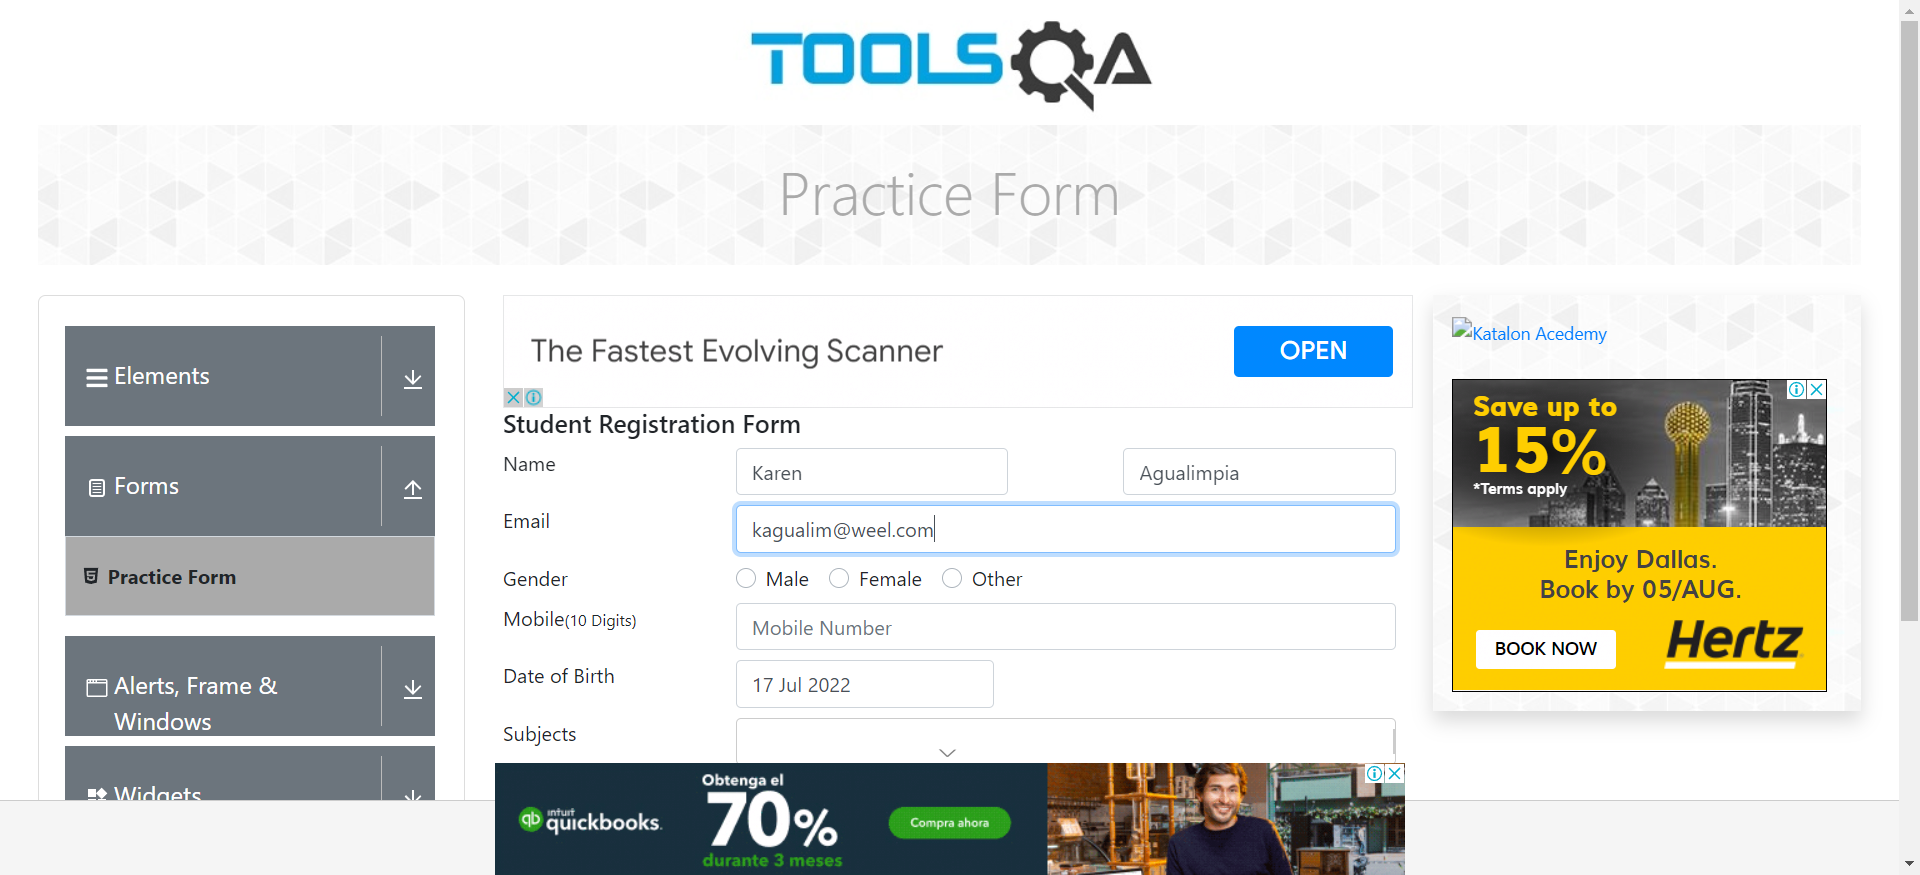 TOOLSQA
Practice Form
Elements
Forms
Practice Form
Alerts, Frame &
Windows
Widgets
The Fastest Evolving Scanner
OPEN
Student Registration Form
Name
Karen
Agualimpia
Email
kagualim@weel.com
Gender
Male
Female
Other
Mobile(10 Digits)
Mobile Number
Date of Birth
17 Jul 2022
Subjects
Katalon Acedemy
Save up to
15%
*Terms apply
Enjoy Dallas.
Book by 05/AUG.
BOOK NOW
Hertz
intuit
quickbooks.
Obtenga el
70%
durante 3 meses
Compra ahora